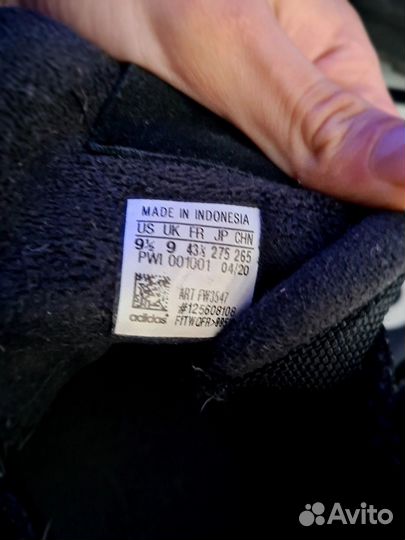 MADE IN INDONESIA
US UK FR JP CHN
9½ 9 43⅓ 275 265
PWI 001001 04/20
ART FW3547
#125608108
adidas
Avito